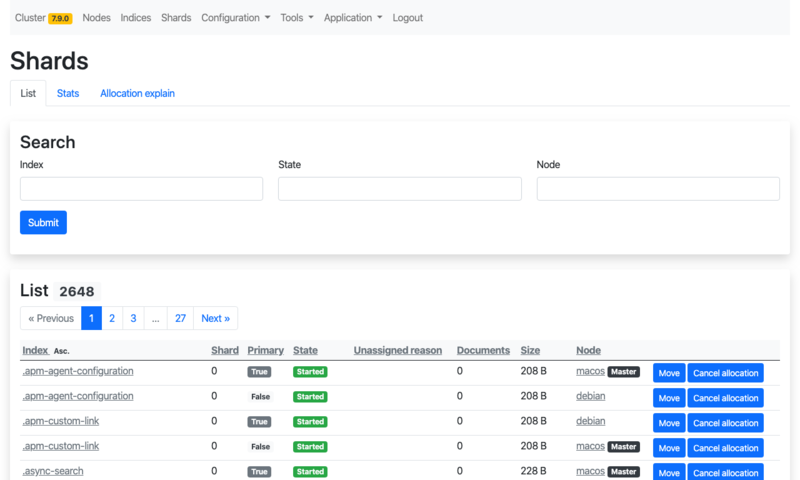 Cluster 7.9.0 Nodes Indices Shards Configuration Tools Application Logout
Shards
List Stats Allocation explain
Search
Index State Node
Submit
List 2648
« Previous 1 2 3 ... 27 Next »
Index Asc. Shard Primary State Unassigned reason Documents Size Node
.apm-agent-configuration 0 True Started 0 208 B macos Master Move Cancel allocation
.apm-agent-configuration 0 False Started 0 208 B debian Move Cancel allocation
.apm-custom-link 0 True Started 0 208 B debian Move Cancel allocation
.apm-custom-link 0 False Started 0 208 B macos Master Move Cancel allocation
.async-search 0 True Started 0 228 B macos Master Move Cancel allocation